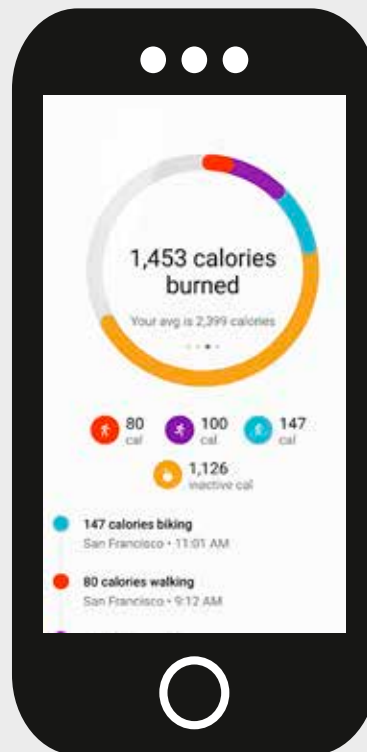 1,453 calories
burned
Your avg is 2,399 calories
80
cal
100
cal
147
cal
1,126
inactive cal
147 calories biking
San Francisco • 11:01 AM
80 calories walking
San Francisco • 9:12 AM